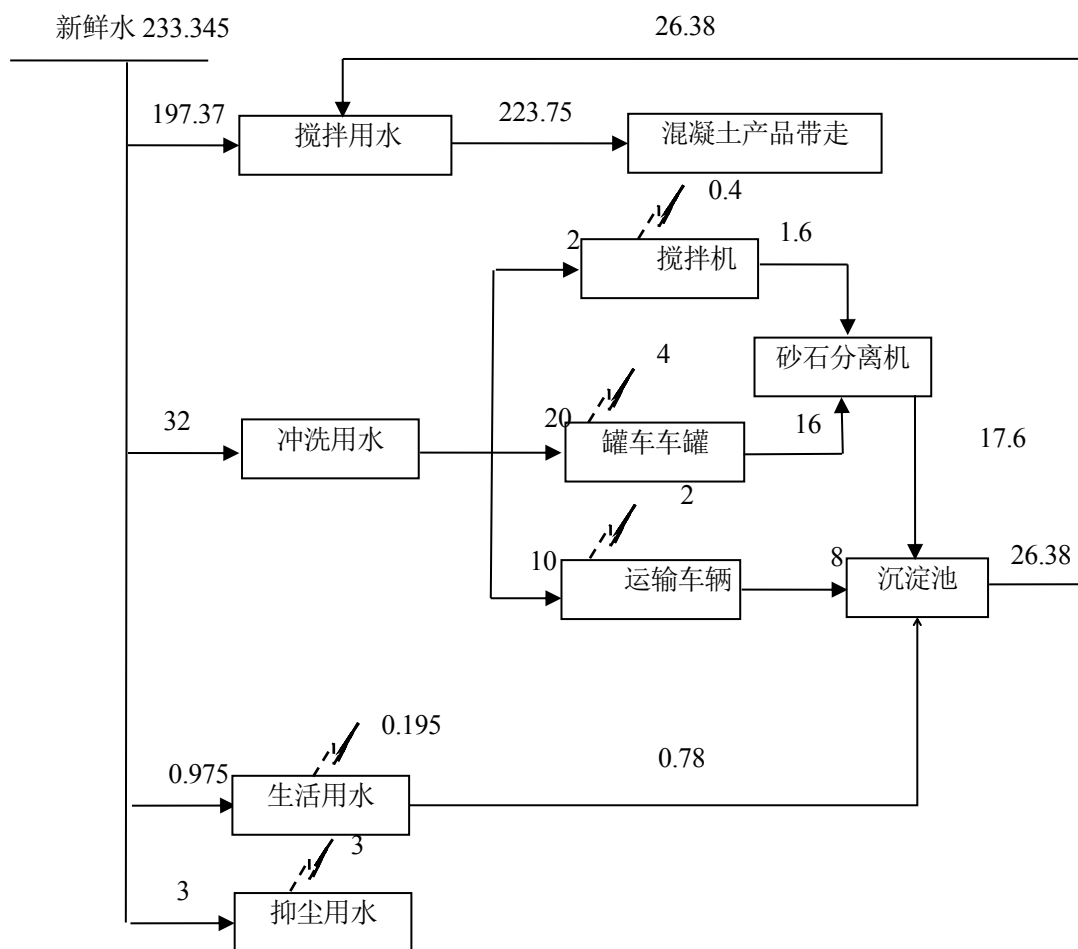 新鲜水 233.345
26.38
197.37
搅拌用水
223.75
混凝土产品带走
0.4
2
搅拌机
1.6
砂石分离机
4
32
冲洗用水
20
罐车车罐
16
17.6
2
10
运输车辆
8
沉淀池
26.38
0.195
0.975
生活用水
0.78
3
3
抑尘用水